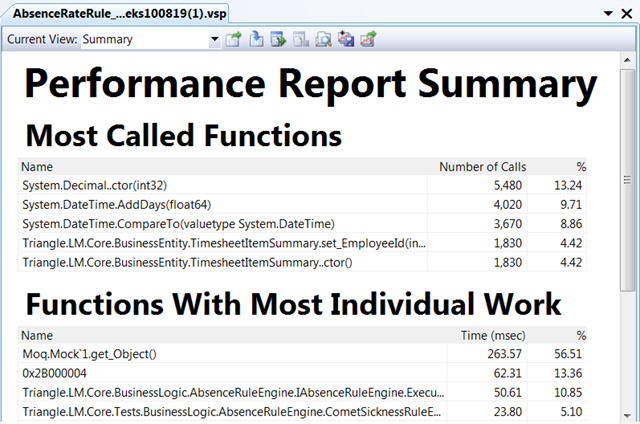 AbsenceRateRule_...eks100819(1).vsp
Current View: Summary
Performance Report Summary
Most Called Functions
Name Number of Calls %
System.Decimal..ctor(int32) 5,480 13.24
System.DateTime.AddDays(float64) 4,020 9.71
System.DateTime.CompareTo(valuetype System.DateTime) 3,670 8.86
Triangle.LM.Core.BusinessEntity.TimesheetItemSummary.set_EmployeeId(in... 1,830 4.42
Triangle.LM.Core.BusinessEntity.TimesheetItemSummary..ctor() 1,830 4.42
Functions With Most Individual Work
Name Time (msec) %
Moq.Mock`1.get_Object() 263.57 56.51
0x2B000004 62.31 13.36
Triangle.LM.Core.BusinessLogic.AbsenceRuleEngine.IAbsenceRuleEngine.Execu... 50.61 10.85
Triangle.LM.Core.Tests.BusinessLogic.AbsenceRuleEngine.CometSicknessRuleE... 23.80 5.10